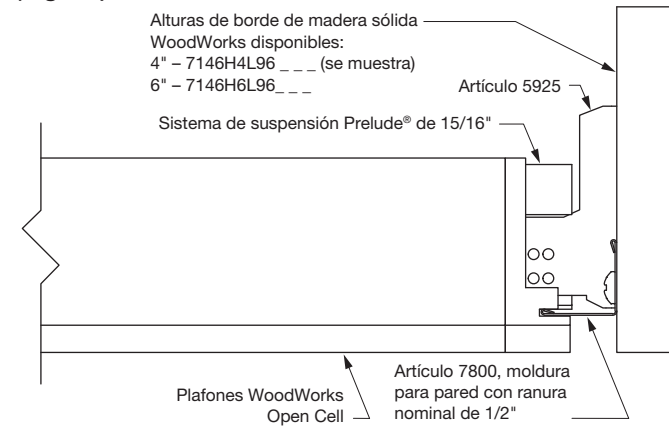 Alturas de borde de madera sólida
WoodWorks disponibles:
4" – 7146H4L96 _ _ _ (se muestra)
6" – 7146H6L96_ _ _
Artículo 5925
Sistema de suspensión Prelude® de 15/16"
Plafones WoodWorks
Open Cell
Artículo 7800, moldura
para pared con ranura
nominal de 1/2"